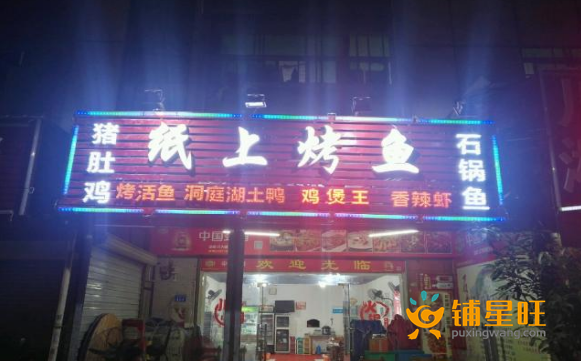 猪肚鸡
纸上烤鱼
石锅鱼
烤活鱼 洞庭湖土鸭 鸡煲王 香辣虾
欢迎光临
铺星旺
puxingwang.com